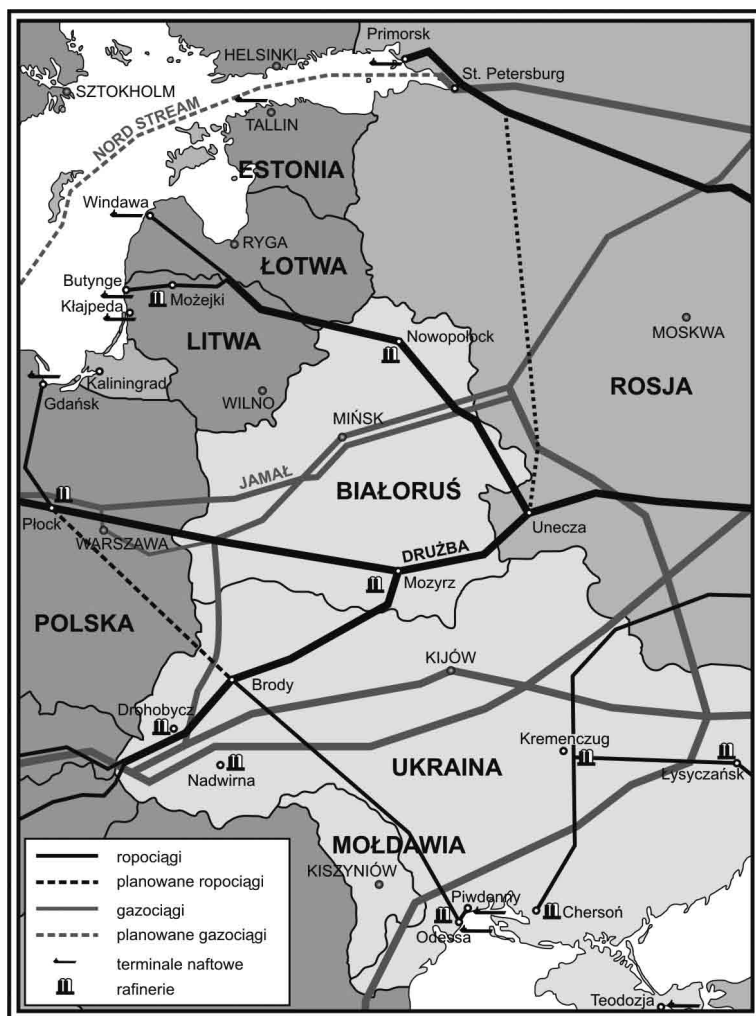 Primorsk
HELSINKI
St. Petersburg
SZTOKHOLM
NORD STREAM
TALLIN
ESTONIA
Windawa
RYGA
ŁOTWA
Butynge
Możejki
Kłajpeda
MOSKWA
LITWA
Nowopołock
Kaliningrad
ROSJA
Gdańsk
WILNO
MIŃSK
JAMAŁ
BIAŁORUŚ
Płock
Unecza
WARSZAWA
DRUŻBA
Mozyrz
POLSKA
KIJÓW
Brody
Drohobycz
Kremenczug
Nadwirna
UKRAINA
Łysyczańsk
MOŁDAWIA
KISZYNIÓW
Piwdenny
Chersoń
Odessa
Teodozja
ropociągi
planowane ropociągi
gazociągi
planowane gazociągi
terminale naftowe
rafinerie